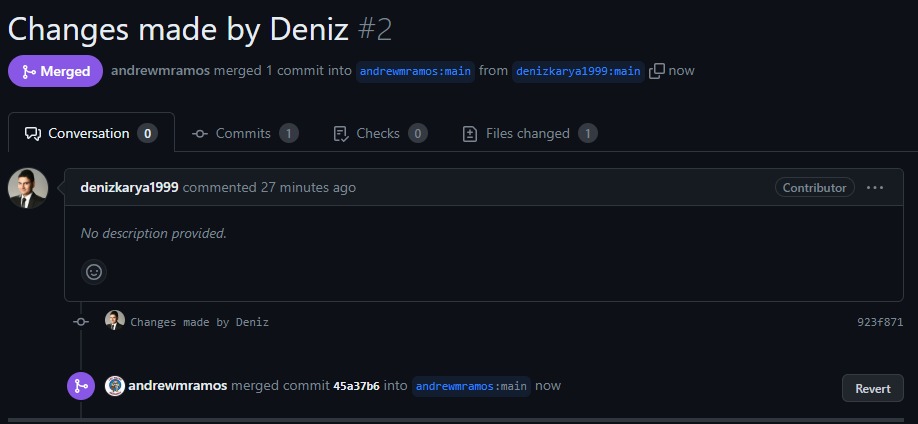 Changes made by Deniz #2
Merged andrewmramos merged 1 commit into andrewmramos:main from denizkarya1999:main now
Conversation 0 Commits 1 Checks 0 Files changed 1
denizkarya1999 commented 27 minutes ago Contributor
No description provided.
Changes made by Deniz 923f871
andrewmramos merged commit 45a37b6 into andrewmramos:main now Revert